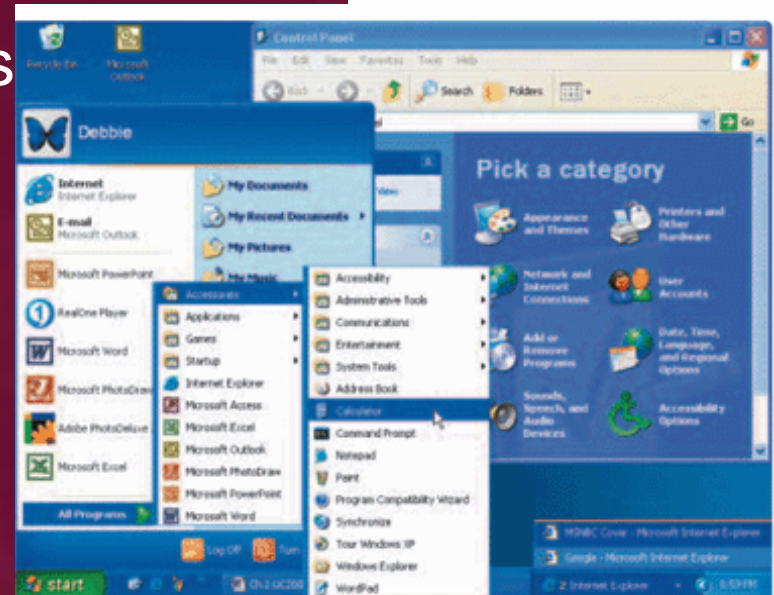 s
Recycle Bin
Microsoft
Outlook
Control Panel
File Edit View Favorites Tools Help
Back
Search
Folders
Go
Debbie
Internet
Internet Explorer
E-mail
Microsoft Outlook
Microsoft PowerPoint
RealOne Player
Microsoft Word
Microsoft PhotoDraw
Adobe PhotoDeluxe
Microsoft Excel
All Programs
My Documents
My Recent Documents
My Pictures
My Music
View
Pick a category
Appearance
and Themes
Printers and
Other
Hardware
Network and
Internet
Connections
User
Accounts
Add or
Remove
Programs
Date, Time,
Language,
and Regional
Options
Sounds,
Speech, and
Audio
Devices
Accessibility
Options
Accessories
Applications
Games
Startup
Internet Explorer
Microsoft Access
Microsoft Excel
Microsoft Outlook
Microsoft PhotoDraw
Microsoft PowerPoint
Microsoft Word
Accessibility
Administrative Tools
Communications
Entertainment
System Tools
Address Book
Calculator
Command Prompt
Notepad
Paint
Program Compatibility Wizard
Synchronize
Tour Windows XP
Windows Explorer
WordPad
Log Off
Turn
MSNBC Cover - Microsoft Internet Explorer
Google - Microsoft Internet Explorer
start
2 Internet Explorer